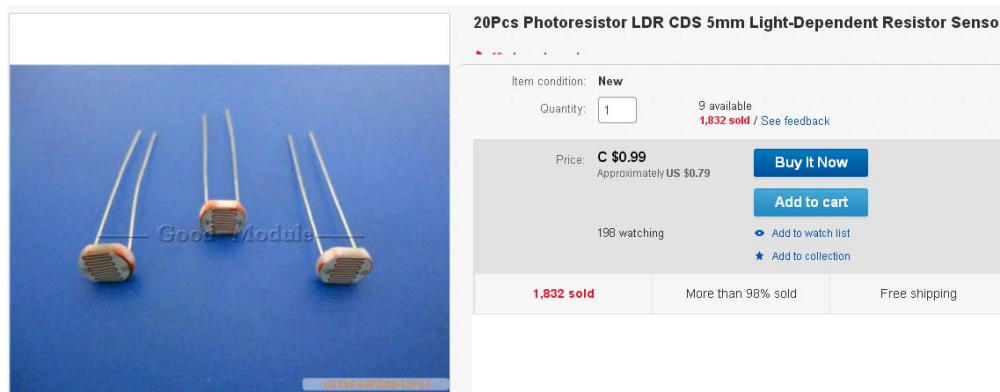 20Pcs Photoresistor LDR CDS 5mm Light-Dependent Resistor Senso
Item condition: New
Quantity: 1
9 available
1,832 sold / See feedback
Price: C $0.99
Approximately US $0.79
Buy It Now
Add to cart
198 watching
Add to watch list
Add to collection
1,832 sold
More than 98% sold
Free shipping
Good Module